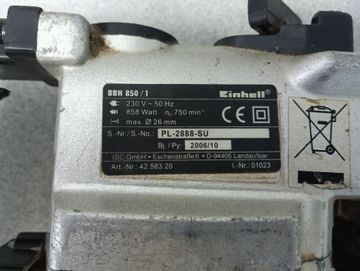 BBH 850/1 Einhell
230 V ~ 50 Hz
858 Watt n₀:750 min⁻¹
max. Ø 26 mm
S.-Nr./S.-No.: PL-2888-SU
Bj./Py: 2006/10
ISC GmbH • Eschenstraße 6 • D-94405 Landau/Isar
Art.-Nr.: 42.583.20 I.-Nr.: 01023